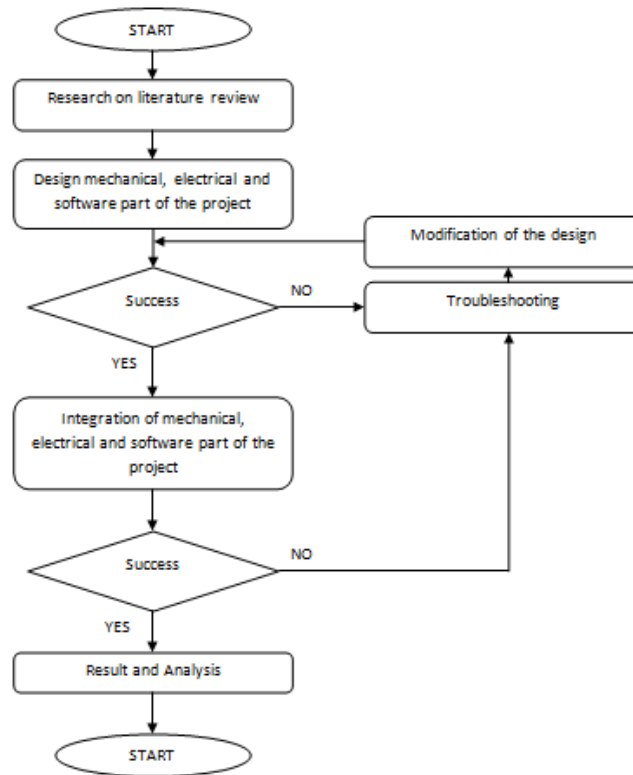 START
Research on literature review
Design mechanical, electrical and
software part of the project
Modification of the design
Success
NO
Troubleshooting
YES
Integration of mechanical,
electrical and software part of the
project
Success
NO
YES
Result and Analysis
START